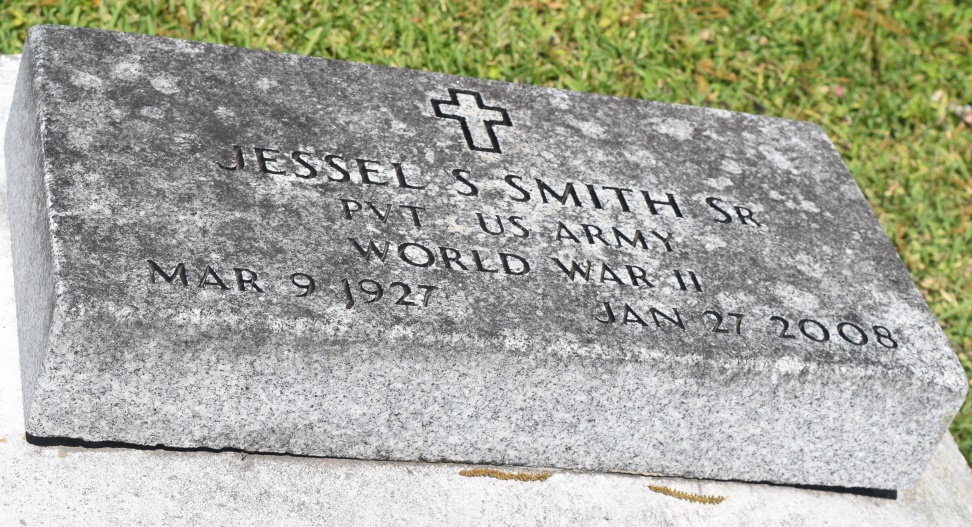 JESSEL S SMITH SR
PVT US ARMY
WORLD WAR II
MAR 9 1927 JAN 27 2008